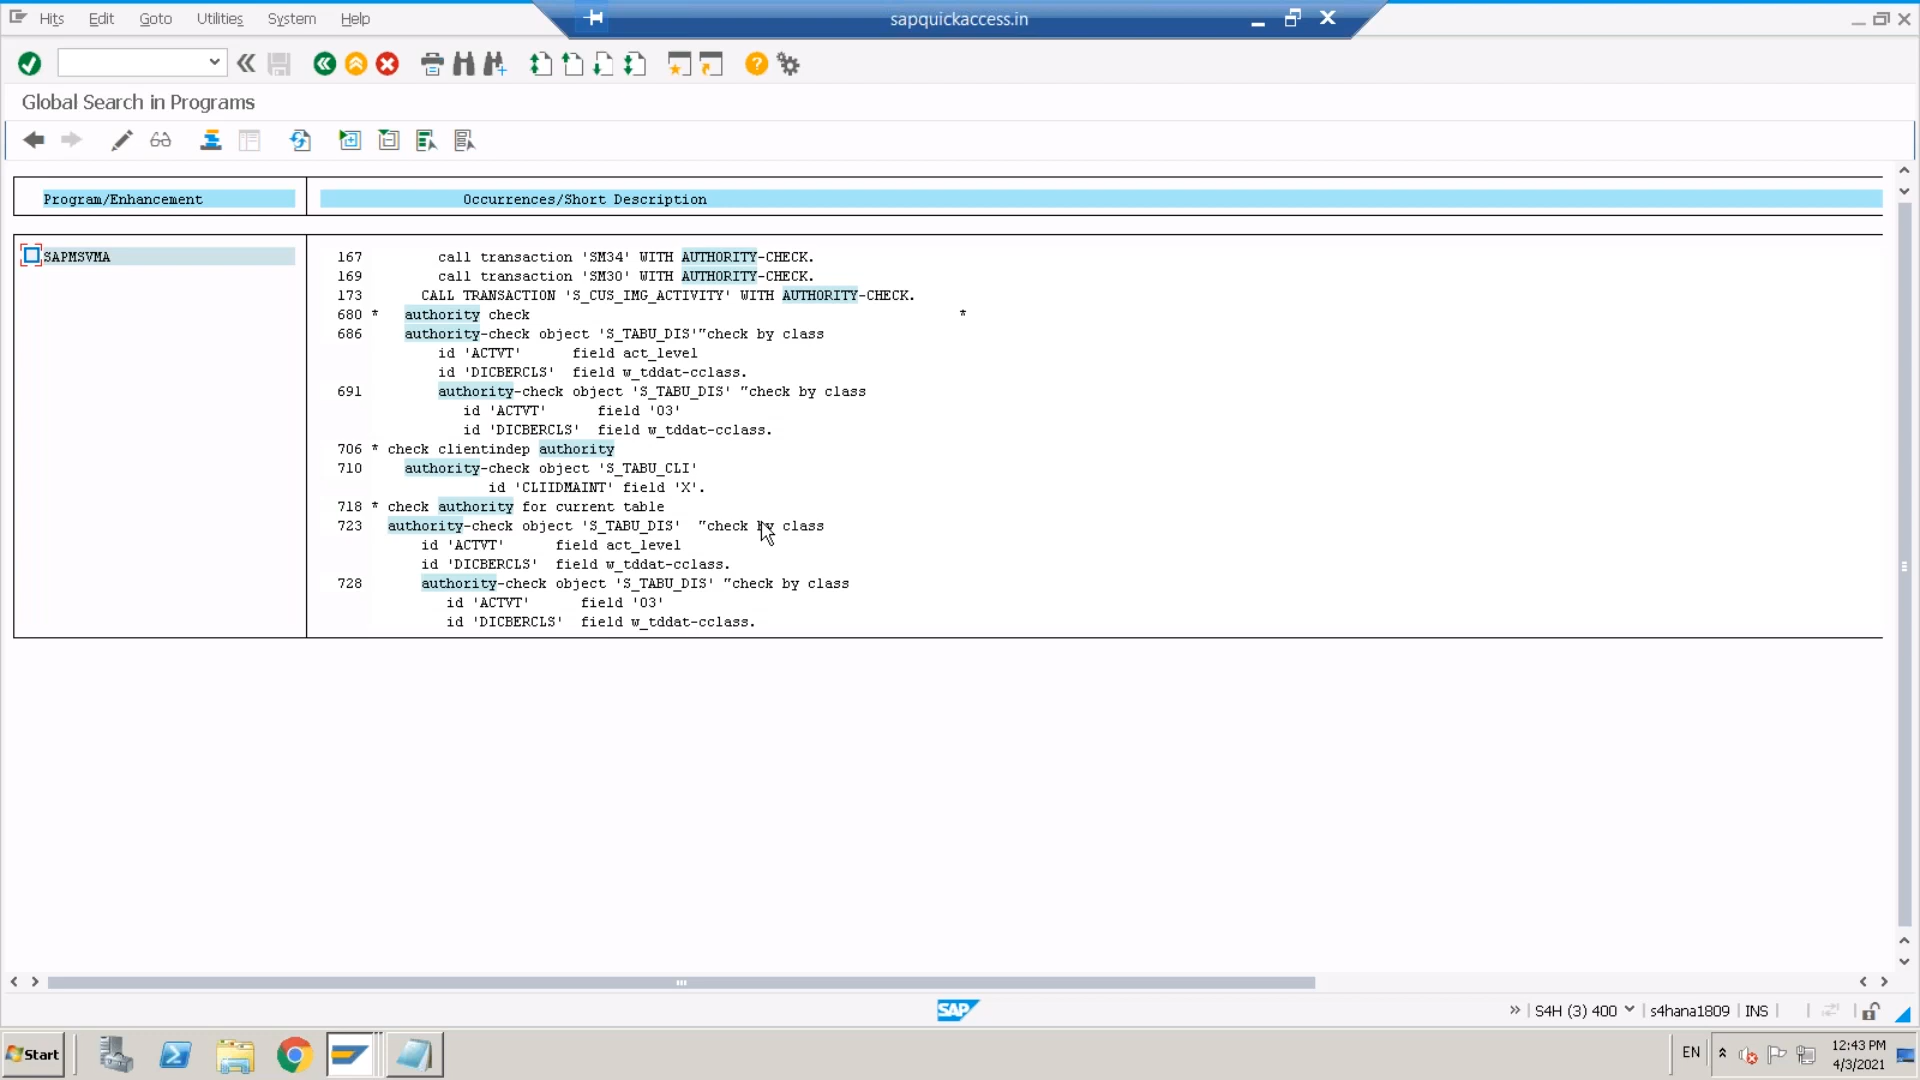 Hits Edit Goto Utilities System Help
sapquickaccess.in
Global Search in Programs
Program/Enhancement Occurrences/Short Description
SAPMSVMA
167 call transaction 'SM34' WITH AUTHORITY-CHECK.
169 call transaction 'SM30' WITH AUTHORITY-CHECK.
173 CALL TRANSACTION 'S_CUS_IMG_ACTIVITY' WITH AUTHORITY-CHECK.
680 * authority check *
686 authority-check object 'S_TABU_DIS'"check by class
id 'ACTVT' field act_level
id 'DICBERCLS' field w_tddat-cclass.
691 authority-check object 'S_TABU_DIS' "check by class
id 'ACTVT' field '03'
id 'DICBERCLS' field w_tddat-cclass.
706 * check clientindep authority
710 authority-check object 'S_TABU_CLI'
id 'CLIIDMAINT' field 'X'.
718 * check authority for current table
723 authority-check object 'S_TABU_DIS' "check by class
id 'ACTVT' field act_level
id 'DICBERCLS' field w_tddat-cclass.
728 authority-check object 'S_TABU_DIS' "check by class
id 'ACTVT' field '03'
id 'DICBERCLS' field w_tddat-cclass.
SAP
S4H (3) 400 s4hana1809 INS
Start
EN
12:43 PM
4/3/2021